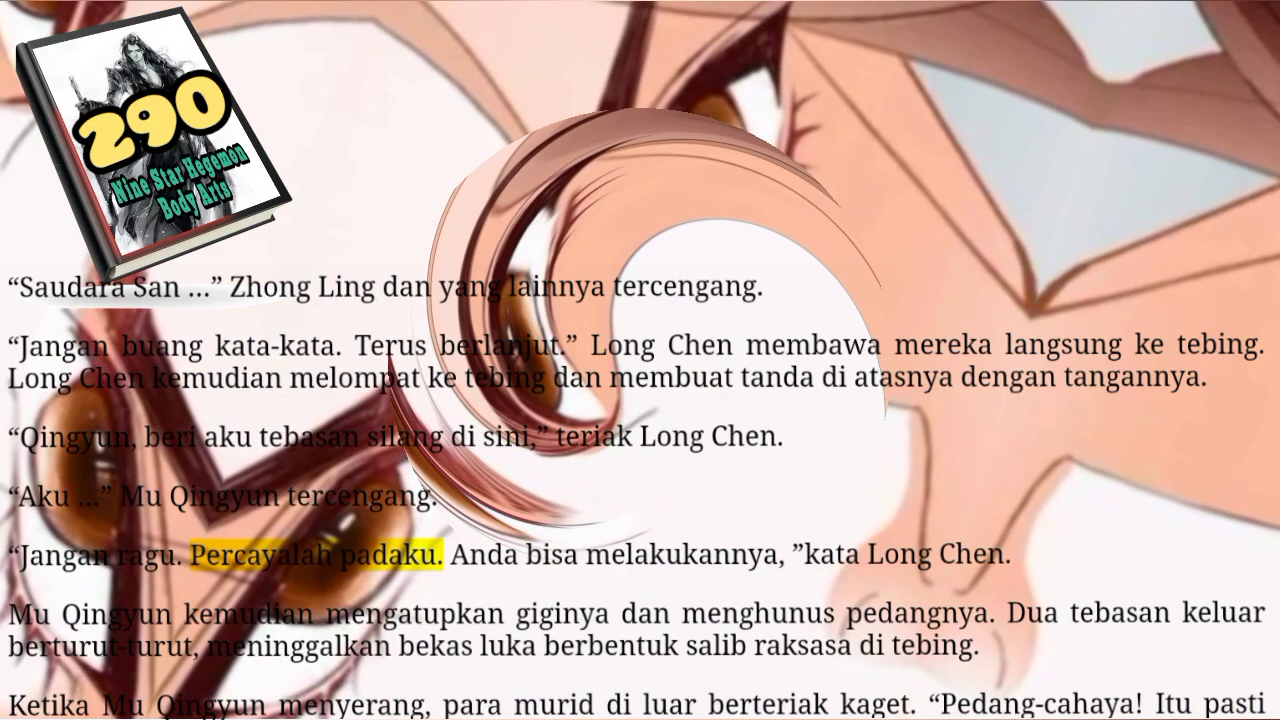 290
Nine Star Hegemon
Body Arts
“Saudara San ...” Zhong Ling dan yang lainnya tercengang.
“Jangan buang kata-kata. Terus berlanjut.” Long Chen membawa mereka langsung ke tebing.
Long Chen kemudian melompat ke tebing dan membuat tanda di atasnya dengan tangannya.
“Qingyun, beri aku tebasan silang di sini,” teriak Long Chen.
“Aku ...” Mu Qingyun tercengang.
“Jangan ragu. Percayalah padaku. Anda bisa melakukannya, ”kata Long Chen.
Mu Qingyun kemudian mengatupkan giginya dan menghunus pedangnya. Dua tebasan keluar
berturut-turut, meninggalkan bekas luka berbentuk salib raksasa di tebing.
Ketika Mu Qingyun menyerang, para murid di luar berteriak kaget. “Pedang-cahaya! Itu pasti